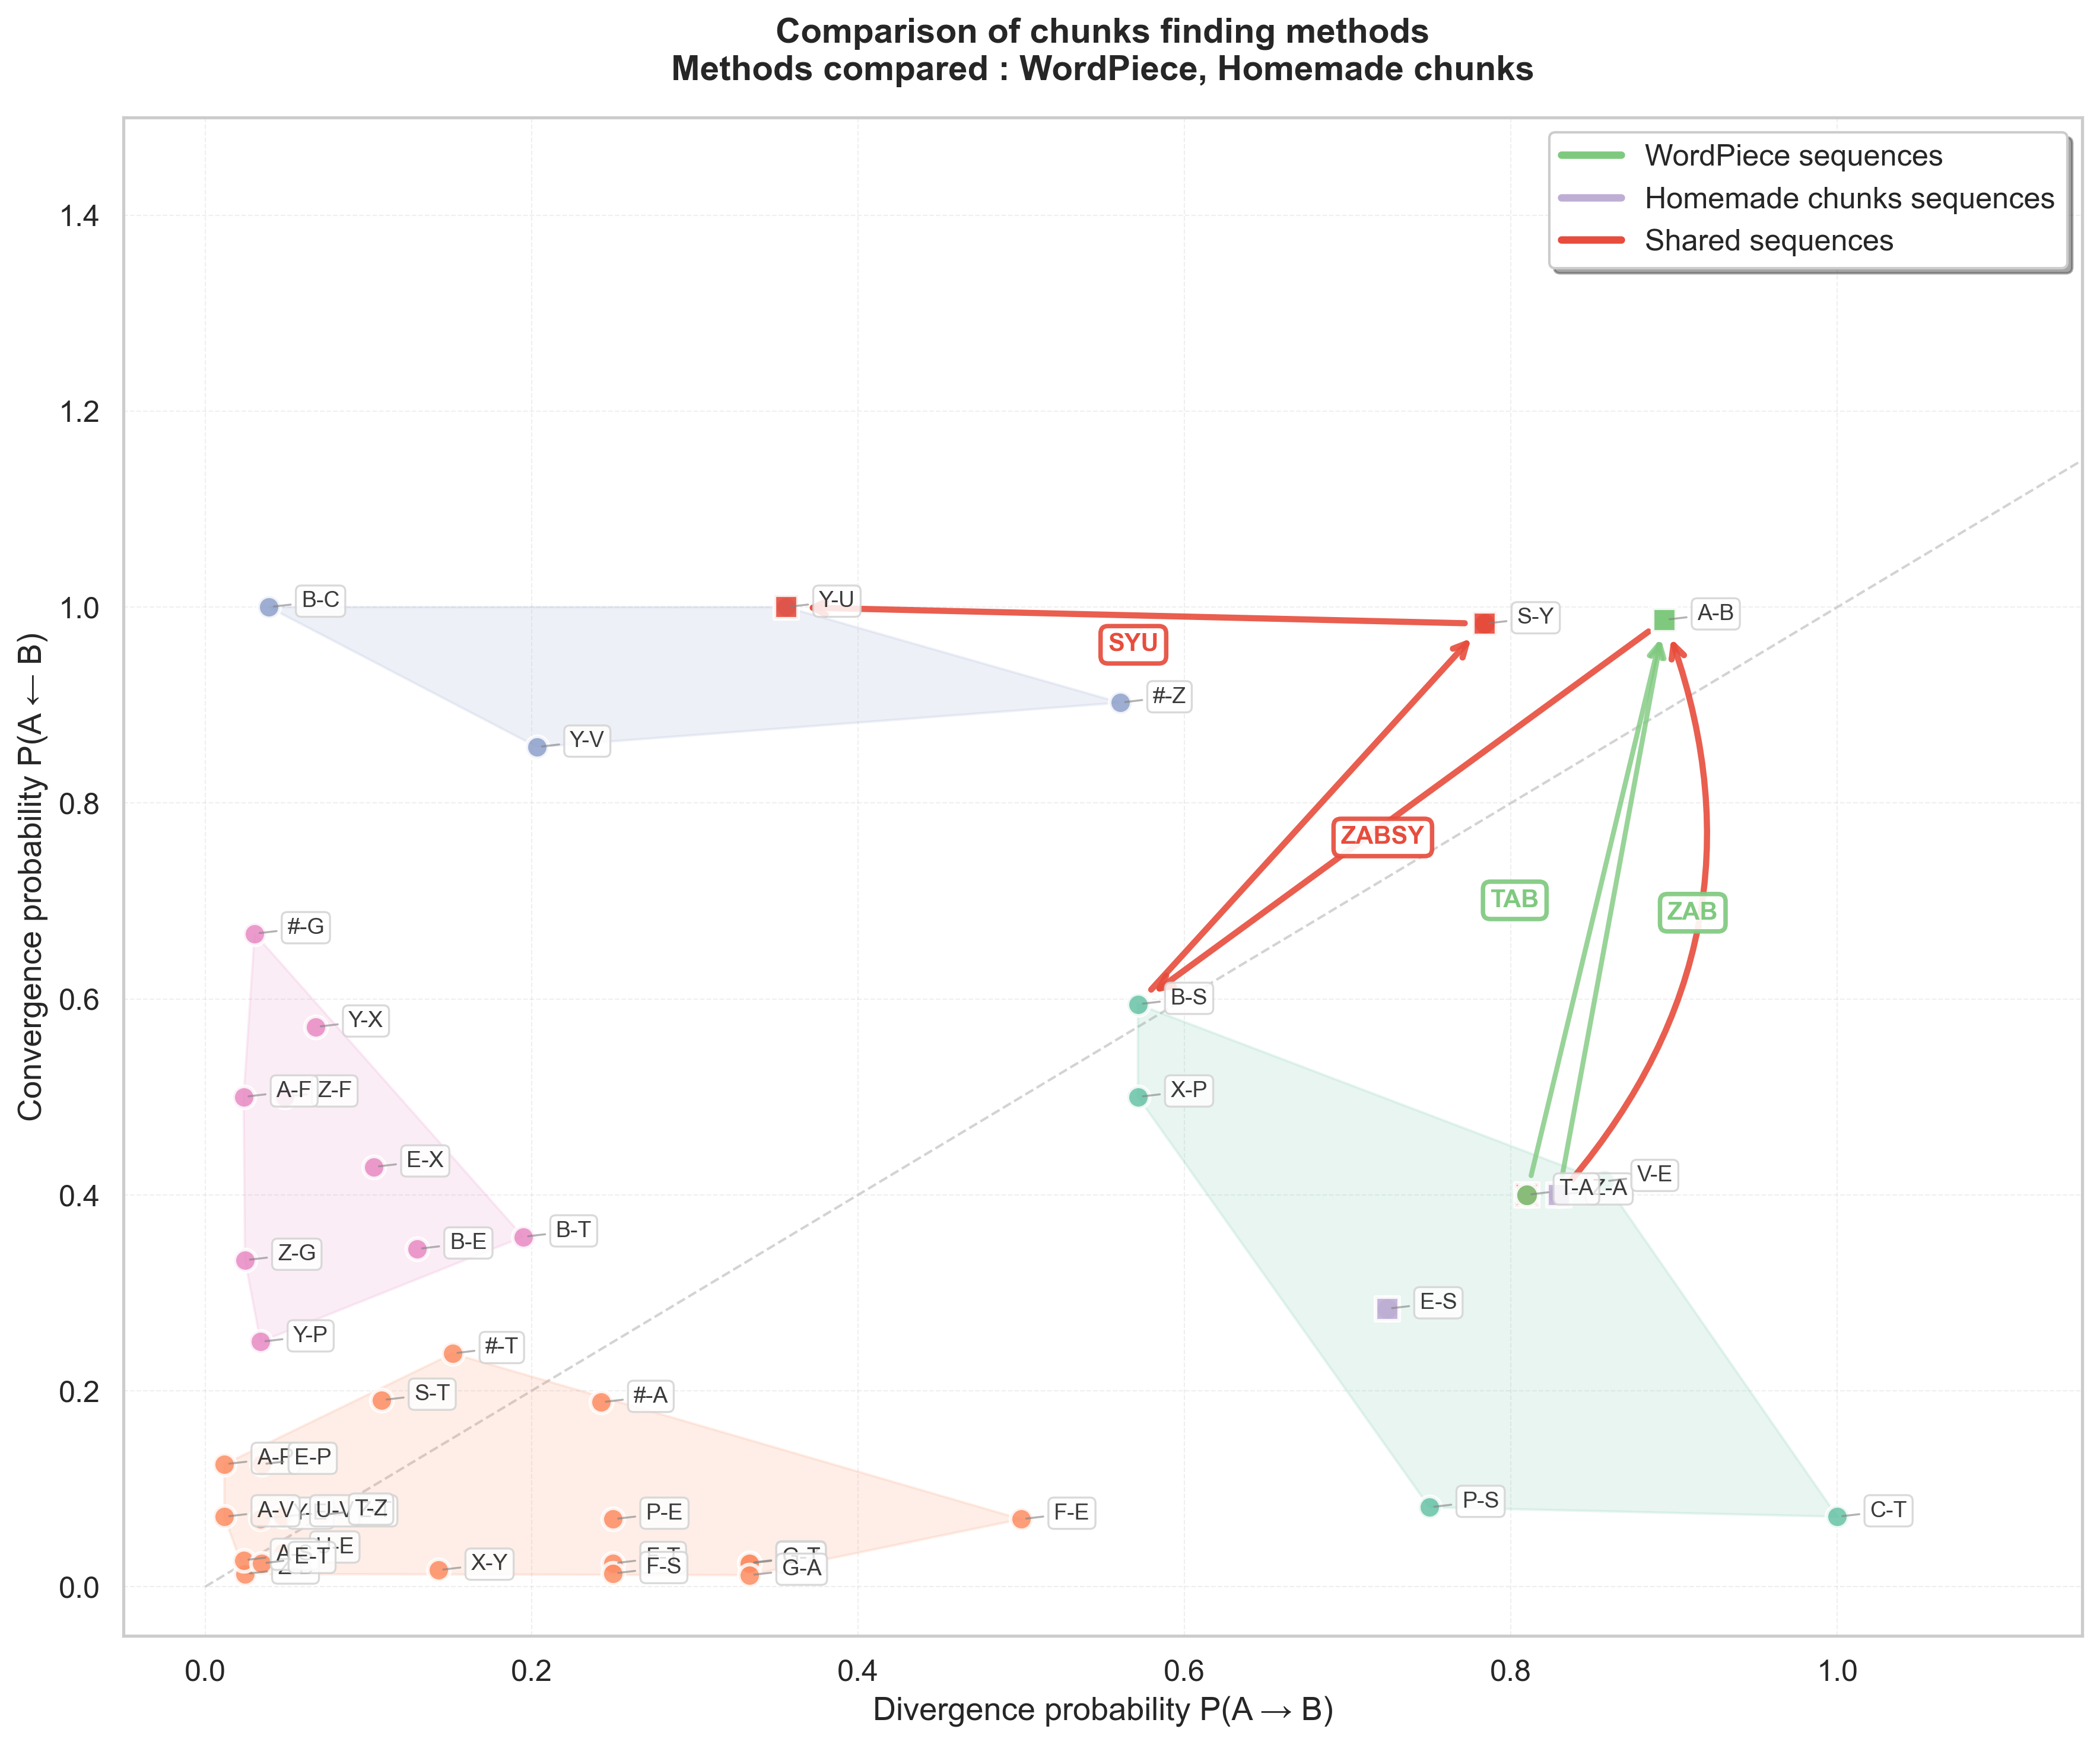 Comparison of chunks finding methods
Methods compared : WordPiece, Homemade chunks
WordPiece sequences
Homemade chunks sequences
Shared sequences
Convergence probability P(A ← B)
1.4
1.2
1.0
0.8
0.6
0.4
0.2
0.0
B-C
Y-U
S-Y
A-B
SYU
#-Z
Y-V
ZABSY
TAB
ZAB
#-G
Y-X
B-S
A-F
Z-F
X-P
E-X
V-E
T-A
Z-A
B-T
B-E
Z-G
E-S
Y-P
#-T
S-T
#-A
E-P
P-S
A-V
U-V
T-Z
P-E
F-E
C-T
E-T
X-Y
F-S
G-A
0.0
0.2
0.4
0.6
0.8
1.0
Divergence probability P(A → B)